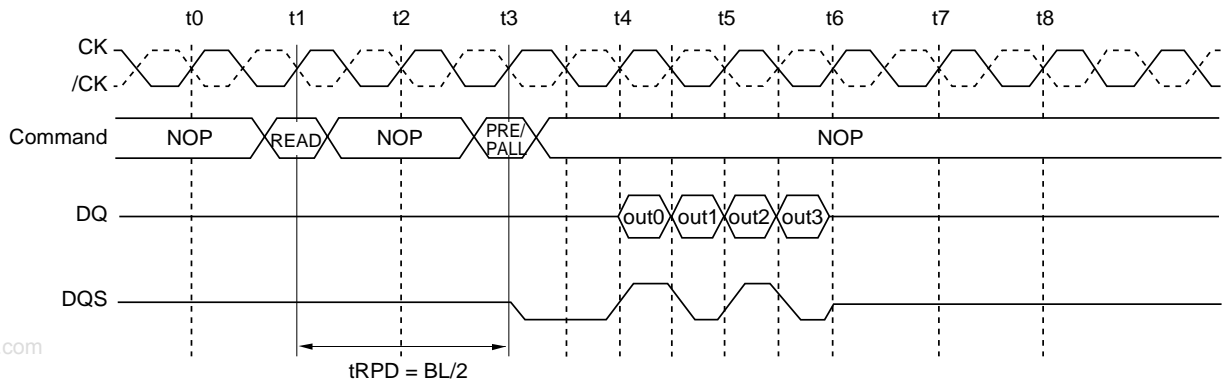 t0 t1 t2 t3 t4 t5 t6 t7 t8
CK
/CK
Command NOP READ NOP PRE/ PALL NOP
DQ out0 out1 out2 out3
DQS
com
tRPD = BL/2